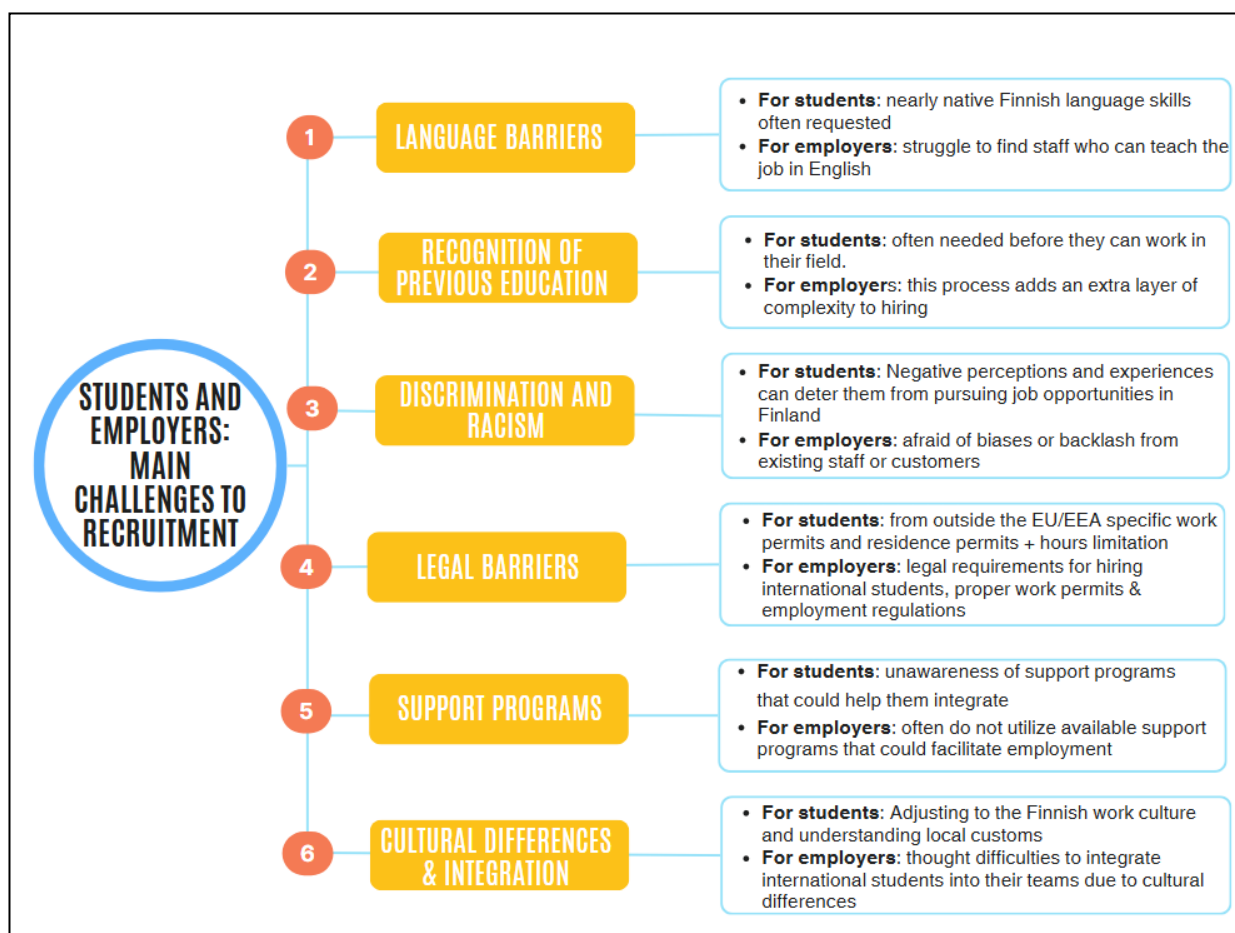 STUDENTS AND
EMPLOYERS:
MAIN
CHALLENGES TO
RECRUITMENT
1
LANGUAGE BARRIERS
• For students: nearly native Finnish language skills
often requested
• For employers: struggle to find staff who can teach the
job in English
2
RECOGNITION OF
PREVIOUS EDUCATION
• For students: often needed before they can work in
their field.
• For employers: this process adds an extra layer of
complexity to hiring
3
DISCRIMINATION AND
RACISM
• For students: Negative perceptions and experiences
can deter them from pursuing job opportunities in
Finland
• For employers: afraid of biases or backlash from
existing staff or customers
4
LEGAL BARRIERS
• For students: from outside the EU/EEA specific work
permits and residence permits + hours limitation
• For employers: legal requirements for hiring
international students, proper work permits &
employment regulations
5
SUPPORT PROGRAMS
• For students: unawareness of support programs
that could help them integrate
• For employers: often do not utilize available support
programs that could facilitate employment
6
CULTURAL DIFFERENCES
& INTEGRATION
• For students: Adjusting to the Finnish work culture
and understanding local customs
• For employers: thought difficulties to integrate
international students into their teams due to cultural
differences